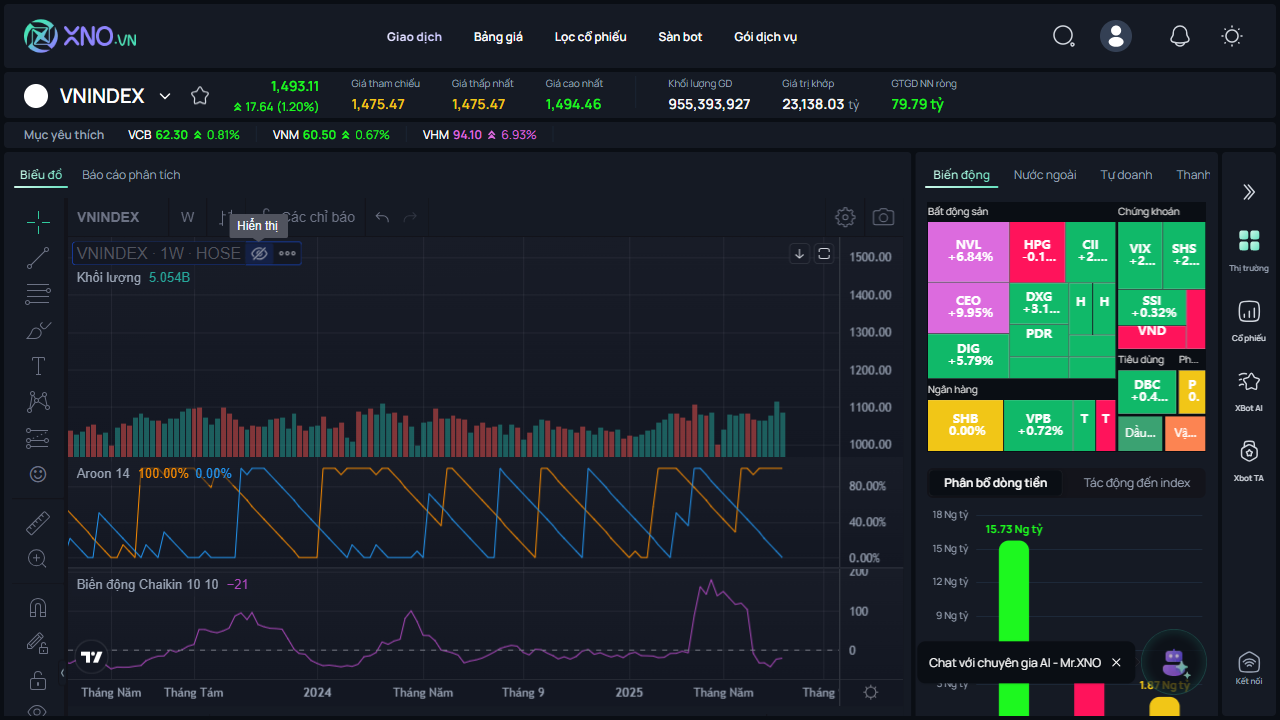 XNO.VN
Giao dịch
Bảng giá
Lọc cổ phiếu
Sàn bot
Gói dịch vụ
VNINDEX
1,493.11
17.64 (1.20%)
Giá tham chiếu
1,475.47
Giá thấp nhất
1,475.47
Giá cao nhất
1,494.46
Khối lượng GD
955,393,927
Giá trị khớp
23,138.03 tỷ
GTGD NN ròng
79.79 tỷ
Mục yêu thích
VCB 62.30 0.81%
VNM 60.50 0.67%
VHM 94.10 6.93%
Biểu đồ
Báo cáo phân tích
VNINDEX
W
Các chỉ báo
Hiển thị
VNINDEX · 1W · HOSE
Khối lượng 5.054B
1500.00
1400.00
1300.00
1200.00
1100.00
1000.00
Aroon 14 100.00% 0.00%
80.00%
40.00%
0.00%
Biên động Chaikin 10 10 −21
200
100
0
Tháng Năm
Tháng Tám
2024
Tháng Năm
Tháng 9
2025
Tháng Năm
Tháng
Biến động
Nước ngoài
Tự doanh
Thanh
Bất động sản
NVL
+6.84%
HPG
-0.1...
CII
+2....
CEO
+9.95%
DXG
+3.1...
H
H
PDR
DIG
+5.79%
Chứng khoán
VIX
+2...
SHS
+2...
SSI
+0.32%
VND
Ngân hàng
SHB
0.00%
VPB
+0.72%
T
T
Tiêu dùng
Ph...
DBC
+0.4...
P
0.
Dầu...
Vậ...
Phân bổ dòng tiền
Tác động đến index
18 Ng tỷ
15.73 Ng tỷ
15 Ng tỷ
12 Ng tỷ
9 Ng tỷ
Chat với chuyên gia AI - Mr.XNO
3 Ng tỷ
1.87 Ng tỷ
Thị trường
Cổ phiếu
XBot AI
Xbot TA
Kết nối